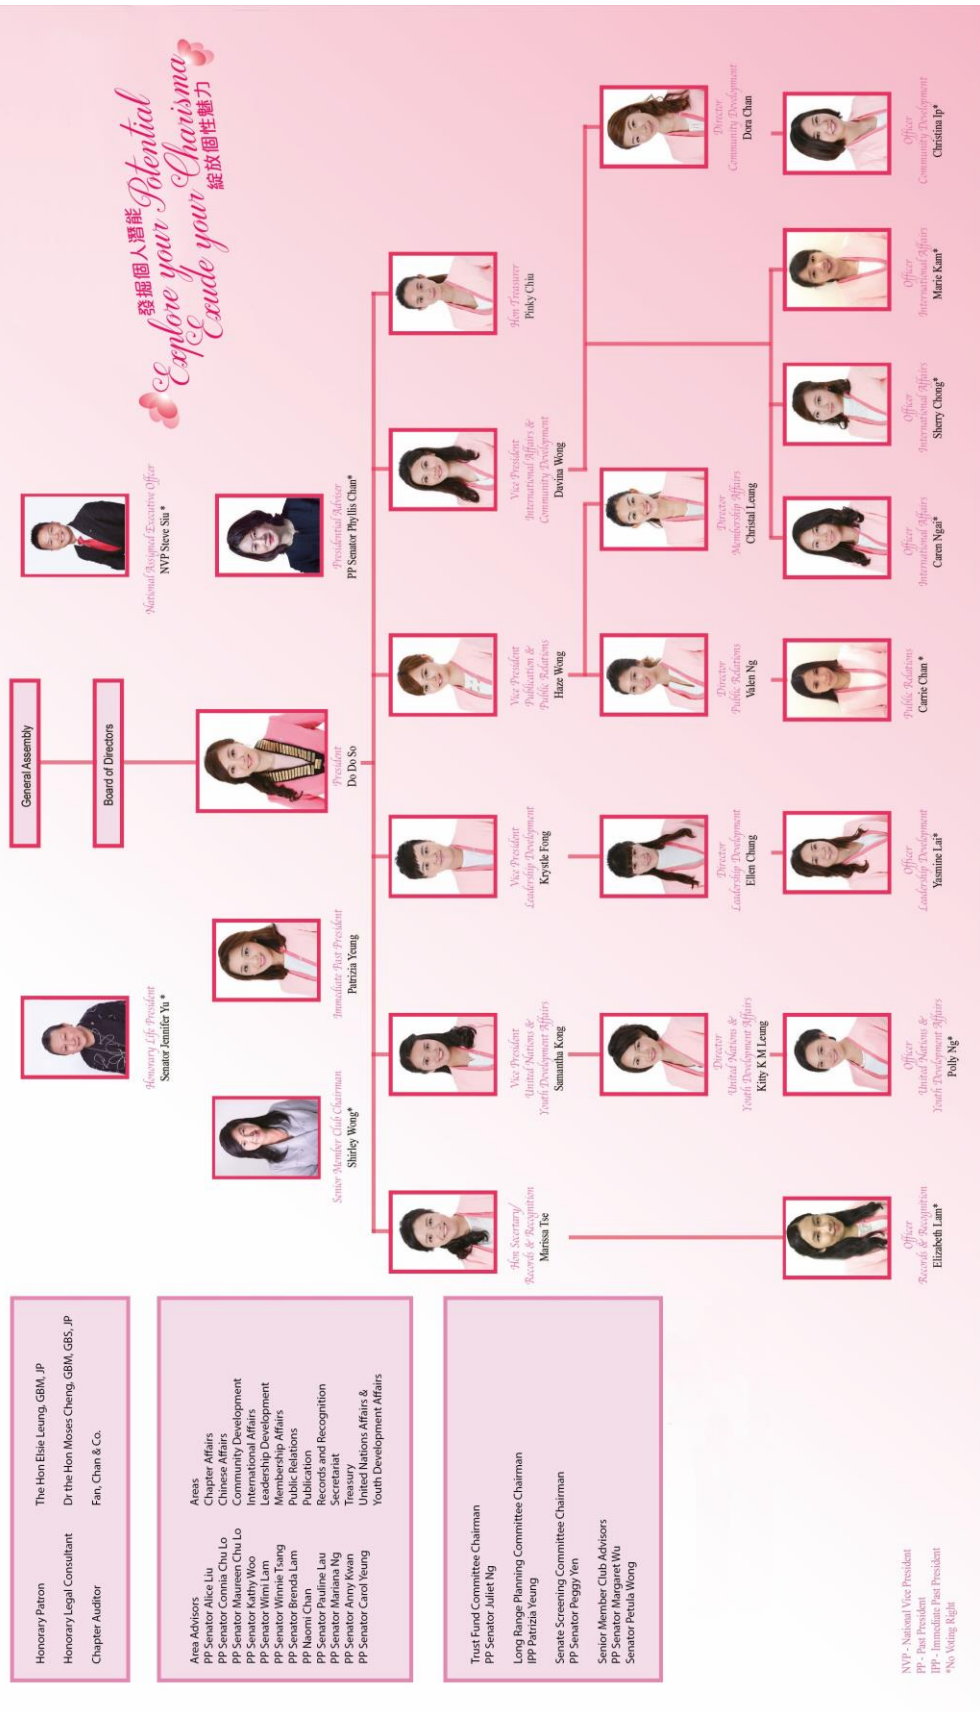 發掘個人潛能
Explore your Potential
Exude your Charisma
綻放個性魅力
General Assembly
Board of Directors
Honorary Life President
Senator Jennifer Yu *
National Assigned Executive Officer
NVP Steve Siu *
Senior Member Club Chairman
Shirley Wong*
Immediate Past President
Patrizia Yeung
President
Do Do So
Presidential Adviser
PP Senator Phyllis Chan*
Hon Secertary/
Records & Recognition
Marissa Tse
Vice President
United Nations &
Youth Development Affairs
Samantha Kong
Vice President
Leadership Development
Krystle Fong
Vice President
Publication &
Public Relations
Haze Wong
Vice President
International Affairs &
Community Development
Davina Wong
Hon Treasurer
Pinky Chiu
Director
United Nations &
Youth Development Affairs
Kitty K M Leung
Director
Leadership Development
Ellen Chung
Director
Public Relations
Valen Ng
Director
Membership Affairs
Christal Leung
Director
Community Development
Dora Chan
Officer
Records & Recognition
Elizabeth Lam*
Officer
United Nations &
Youth Development Affairs
Polly Ng*
Officer
Leadership Development
Yasmine Lai*
Public Relations
Carrie Chan *
Officer
International Affairs
Caren Ngai*
Officer
International Affairs
Sherry Chong*
Officer
International Affairs
Marie Kam*
Officer
Community Development
Christina Ip*
Honorary Patron The Hon Elsie Leung, GBM, JP
Honorary Legal Consultant Dr the Hon Moses Cheng, GBM, GBS, JP
Chapter Auditor Fan, Chan & Co.
Area Advisors Areas
PP Senator Alice Liu Chapter Affairs
PP Senator Connia Chu Lo Chinese Affairs
PP Senator Maureen Chu Lo Community Development
PP Senator Kathy Woo International Affairs
PP Senator Wimi Lam Leadership Development
PP Senator Winnie Tsang Membership Affairs
PP Senator Brenda Lam Public Relations
PP Naomi Chan Publication
PP Senator Pauline Lau Records and Recognition
PP Senator Mariana Ng Secretariat
PP Senator Anny Kwan Treasury
PP Senator Carol Yeung United Nations Affairs &
Youth Development Affairs
Trust Fund Committee Chairman
PP Senator Juliet Ng
Long Range Planning Committee Chairman
IPP Patrizia Yeung
Senate Screening Committee Chairman
PP Senator Peggy Yen
Senior Member Club Advisors
PP Senator Margaret Wu
Senator Petula Wong
NVP - National Vice President
PP - Past President
IPP - Immediate Past President
*No Voting Right